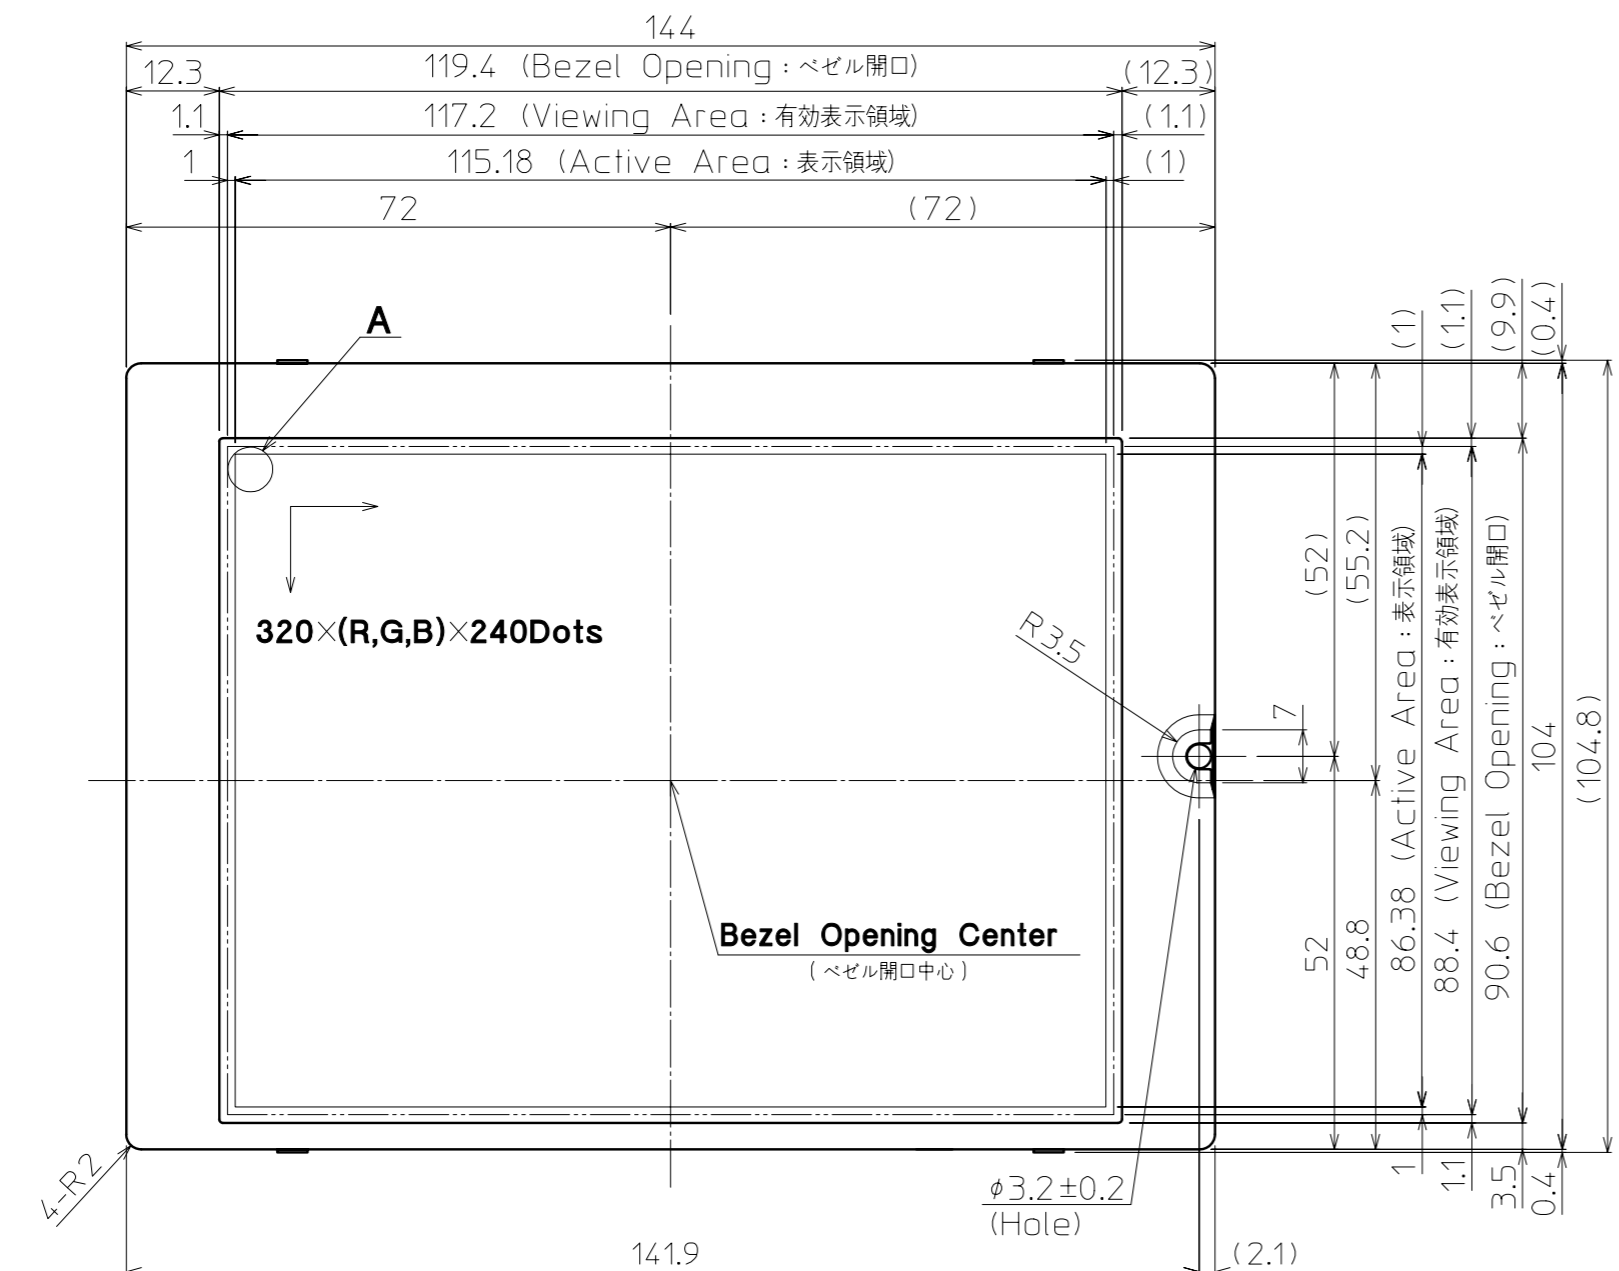 144
12.3
119.4 (Bezel Opening：ベゼル開口)
(12.3)
1.1
117.2 (Viewing Area：有効表示領域)
(1.1)
1
115.18 (Active Area：表示領域)
(1)
72
(72)
A
(1)
(1.1)
(9.9)
(0.4)
320×(R,G,B)×240Dots
R3.5
7
(52)
52
(55.2)
48.8
86.38 (Active Area：表示領域)
88.4 (Viewing Area：有効表示領域)
90.6 (Bezel Opening：ベゼル開口)
104
(104.8)
Bezel Opening Center
(ベゼル開口中心)
4-R2
φ3.2±0.2
(Hole)
1
1.1
3.5
0.4
141.9
(2.1)